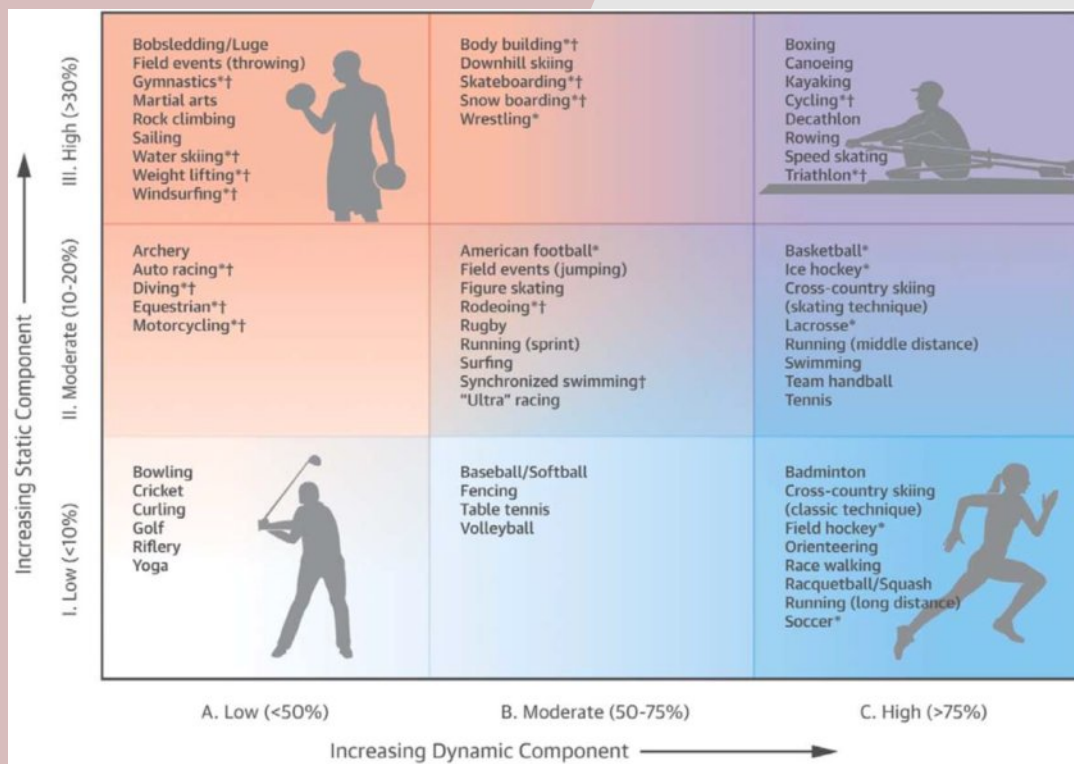 Increasing Static Component
III. High (>30%)
Bobsledding/Luge
Field events (throwing)
Gymnastics*†
Martial arts
Rock climbing
Sailing
Water skiing*†
Weight lifting*†
Windsurfing*†
Body building*†
Downhill skiing
Skateboarding*†
Snow boarding*†
Wrestling*
Boxing
Canoeing
Kayaking
Cycling*†
Decathlon
Rowing
Speed skating
Triathlon*†
II. Moderate (10-20%)
Archery
Auto racing*†
Diving*†
Equestrian*†
Motorcycling*†
American football*
Field events (jumping)
Figure skating
Rodeoing*†
Rugby
Running (sprint)
Surfing
Synchronized swimming†
"Ultra" racing
Basketball*
Ice hockey*
Cross-country skiing
(skating technique)
Lacrosse*
Running (middle distance)
Swimming
Team handball
Tennis
I. Low (<10%)
Bowling
Cricket
Curling
Golf
Riflery
Yoga
Baseball/Softball
Fencing
Table tennis
Volleyball
Badminton
Cross-country skiing
(classic technique)
Field hockey*
Orienteering
Race walking
Racquetball/Squash
Running (long distance)
Soccer*
A. Low (<50%)
B. Moderate (50-75%)
C. High (>75%)
Increasing Dynamic Component